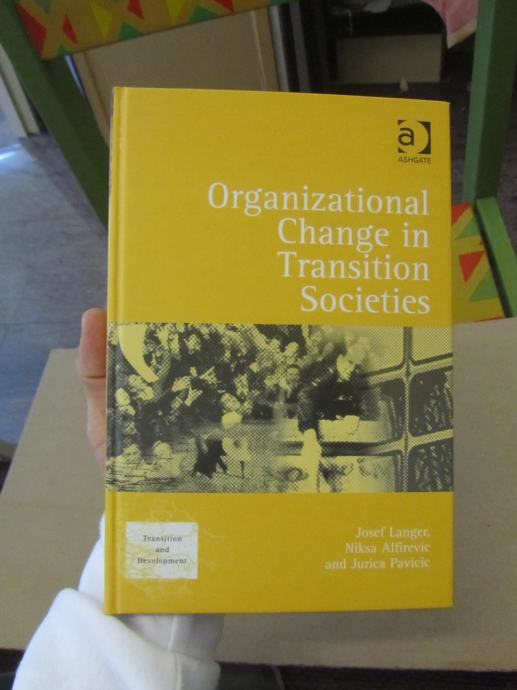 a
ASHGATE
Organizational
Change in
Transition
Societies
Transition
and
Development
Josef Langer,
Niksa Alfirevic
and Jurica Pavicic